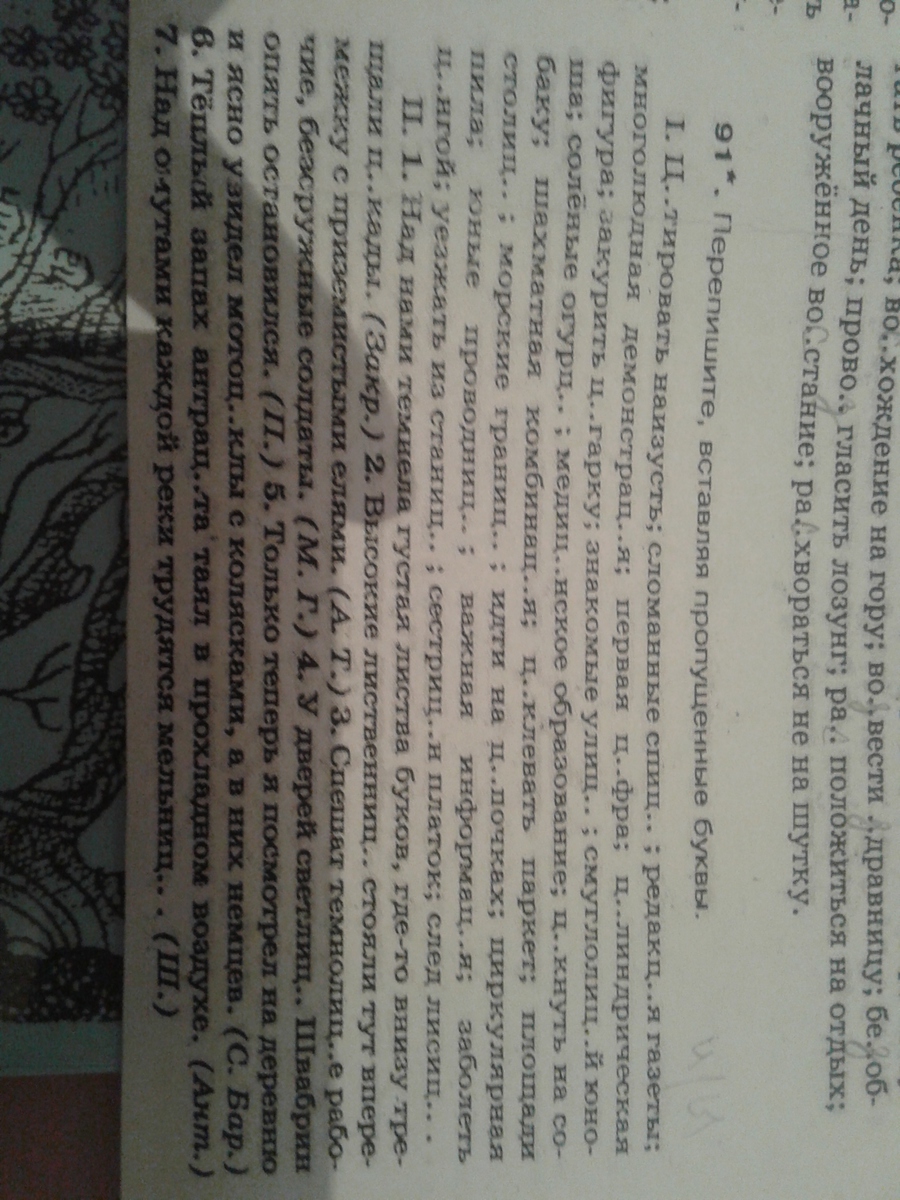 о-
а-
ть
е-
- :
;
лачный день; прово.. гласить лозунг; ра.. положиться на отдых;
вооружённое во..стание; ра..хвораться не на шутку.
91*. Перепишите, вставляя пропущенные буквы.
I. Ц..тировать наизусть; сломанные спиц.. ; редакц..я газеты;
многолюдная демонстрац..я; первая ц..фра; ц..линдрическая
фигура; закурить ц..гарку; знакомые улиц.. ; смуглолиц..й юно-
ша; солёные огурц.. ; медиц..нское образование; ц..кнуть на со-
баку; шахматная комбинац..я; ц..клевать паркет; площади
столиц.. ; морские границ.. ; идти на ц..почках; циркулярная
пила; юные проводниц.. ; важная информац..я; заболеть
ц..нгой; уезжать из станиц.. ; сестриц..н платок; след лисиц.. .
II. 1. Над нами темнела густая листва буков, где-то внизу тре-
щали ц..кады. (Закр.) 2. Высокие лиственниц.. стояли тут впере-
межку с приземистыми елями. (А. Т.) 3. Спешат темнолиц..е рабо-
чие, безоружные солдаты. (М. Г.) 4. У дверей светлиц.. Швабрин
опять остановился. (П.) 5. Только теперь я посмотрел на деревню
и ясно увидел мотоц..клы с колясками, а в них немцев. (С. Бар.)
6. Тёплый запах антрац..та таял в прохладном воздухе. (Ант.)
7. Над омутами каждой реки трудятся мельниц.. . (Ш.)
и/ы